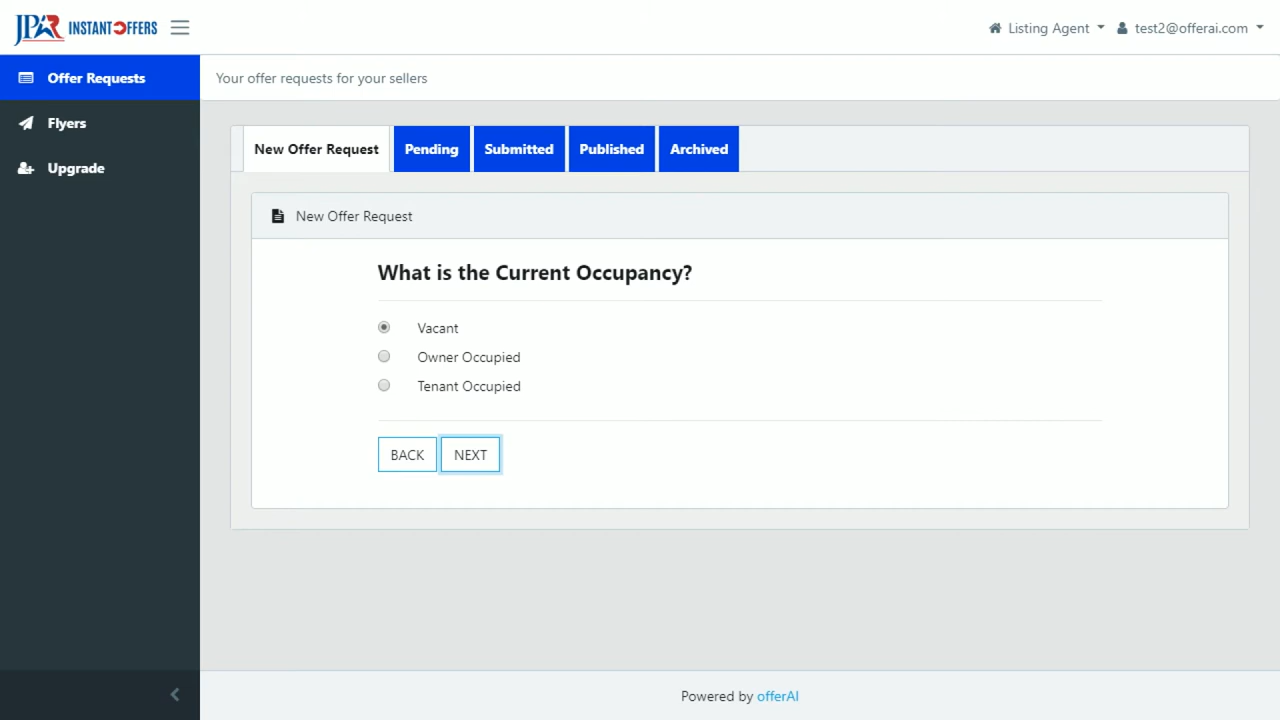 JPAR INSTANT OFFERS
Listing Agent
test2@offerai.com
Offer Requests
Flyers
Upgrade
Your offer requests for your sellers
New Offer Request
Pending
Submitted
Published
Archived
New Offer Request
What is the Current Occupancy?
Vacant
Owner Occupied
Tenant Occupied
BACK
NEXT
Powered by offerAI